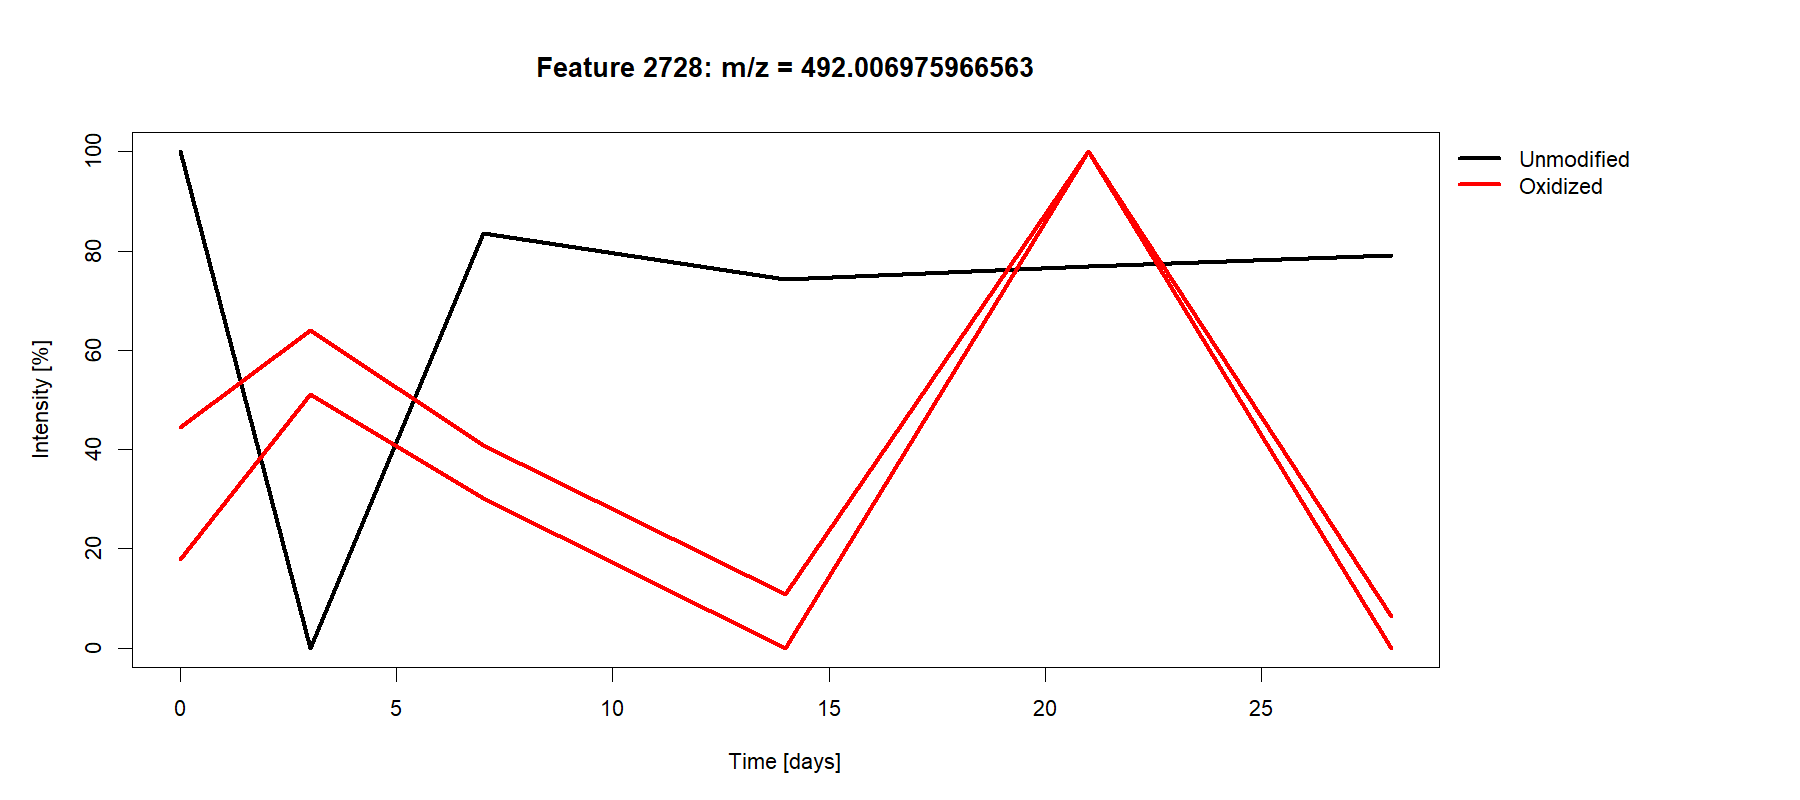 Feature 2728: m/z = 492.006975966563
Unmodified
Oxidized
Intensity [%]
100
80
60
40
20
0
0 5 10 15 20 25
Time [days]